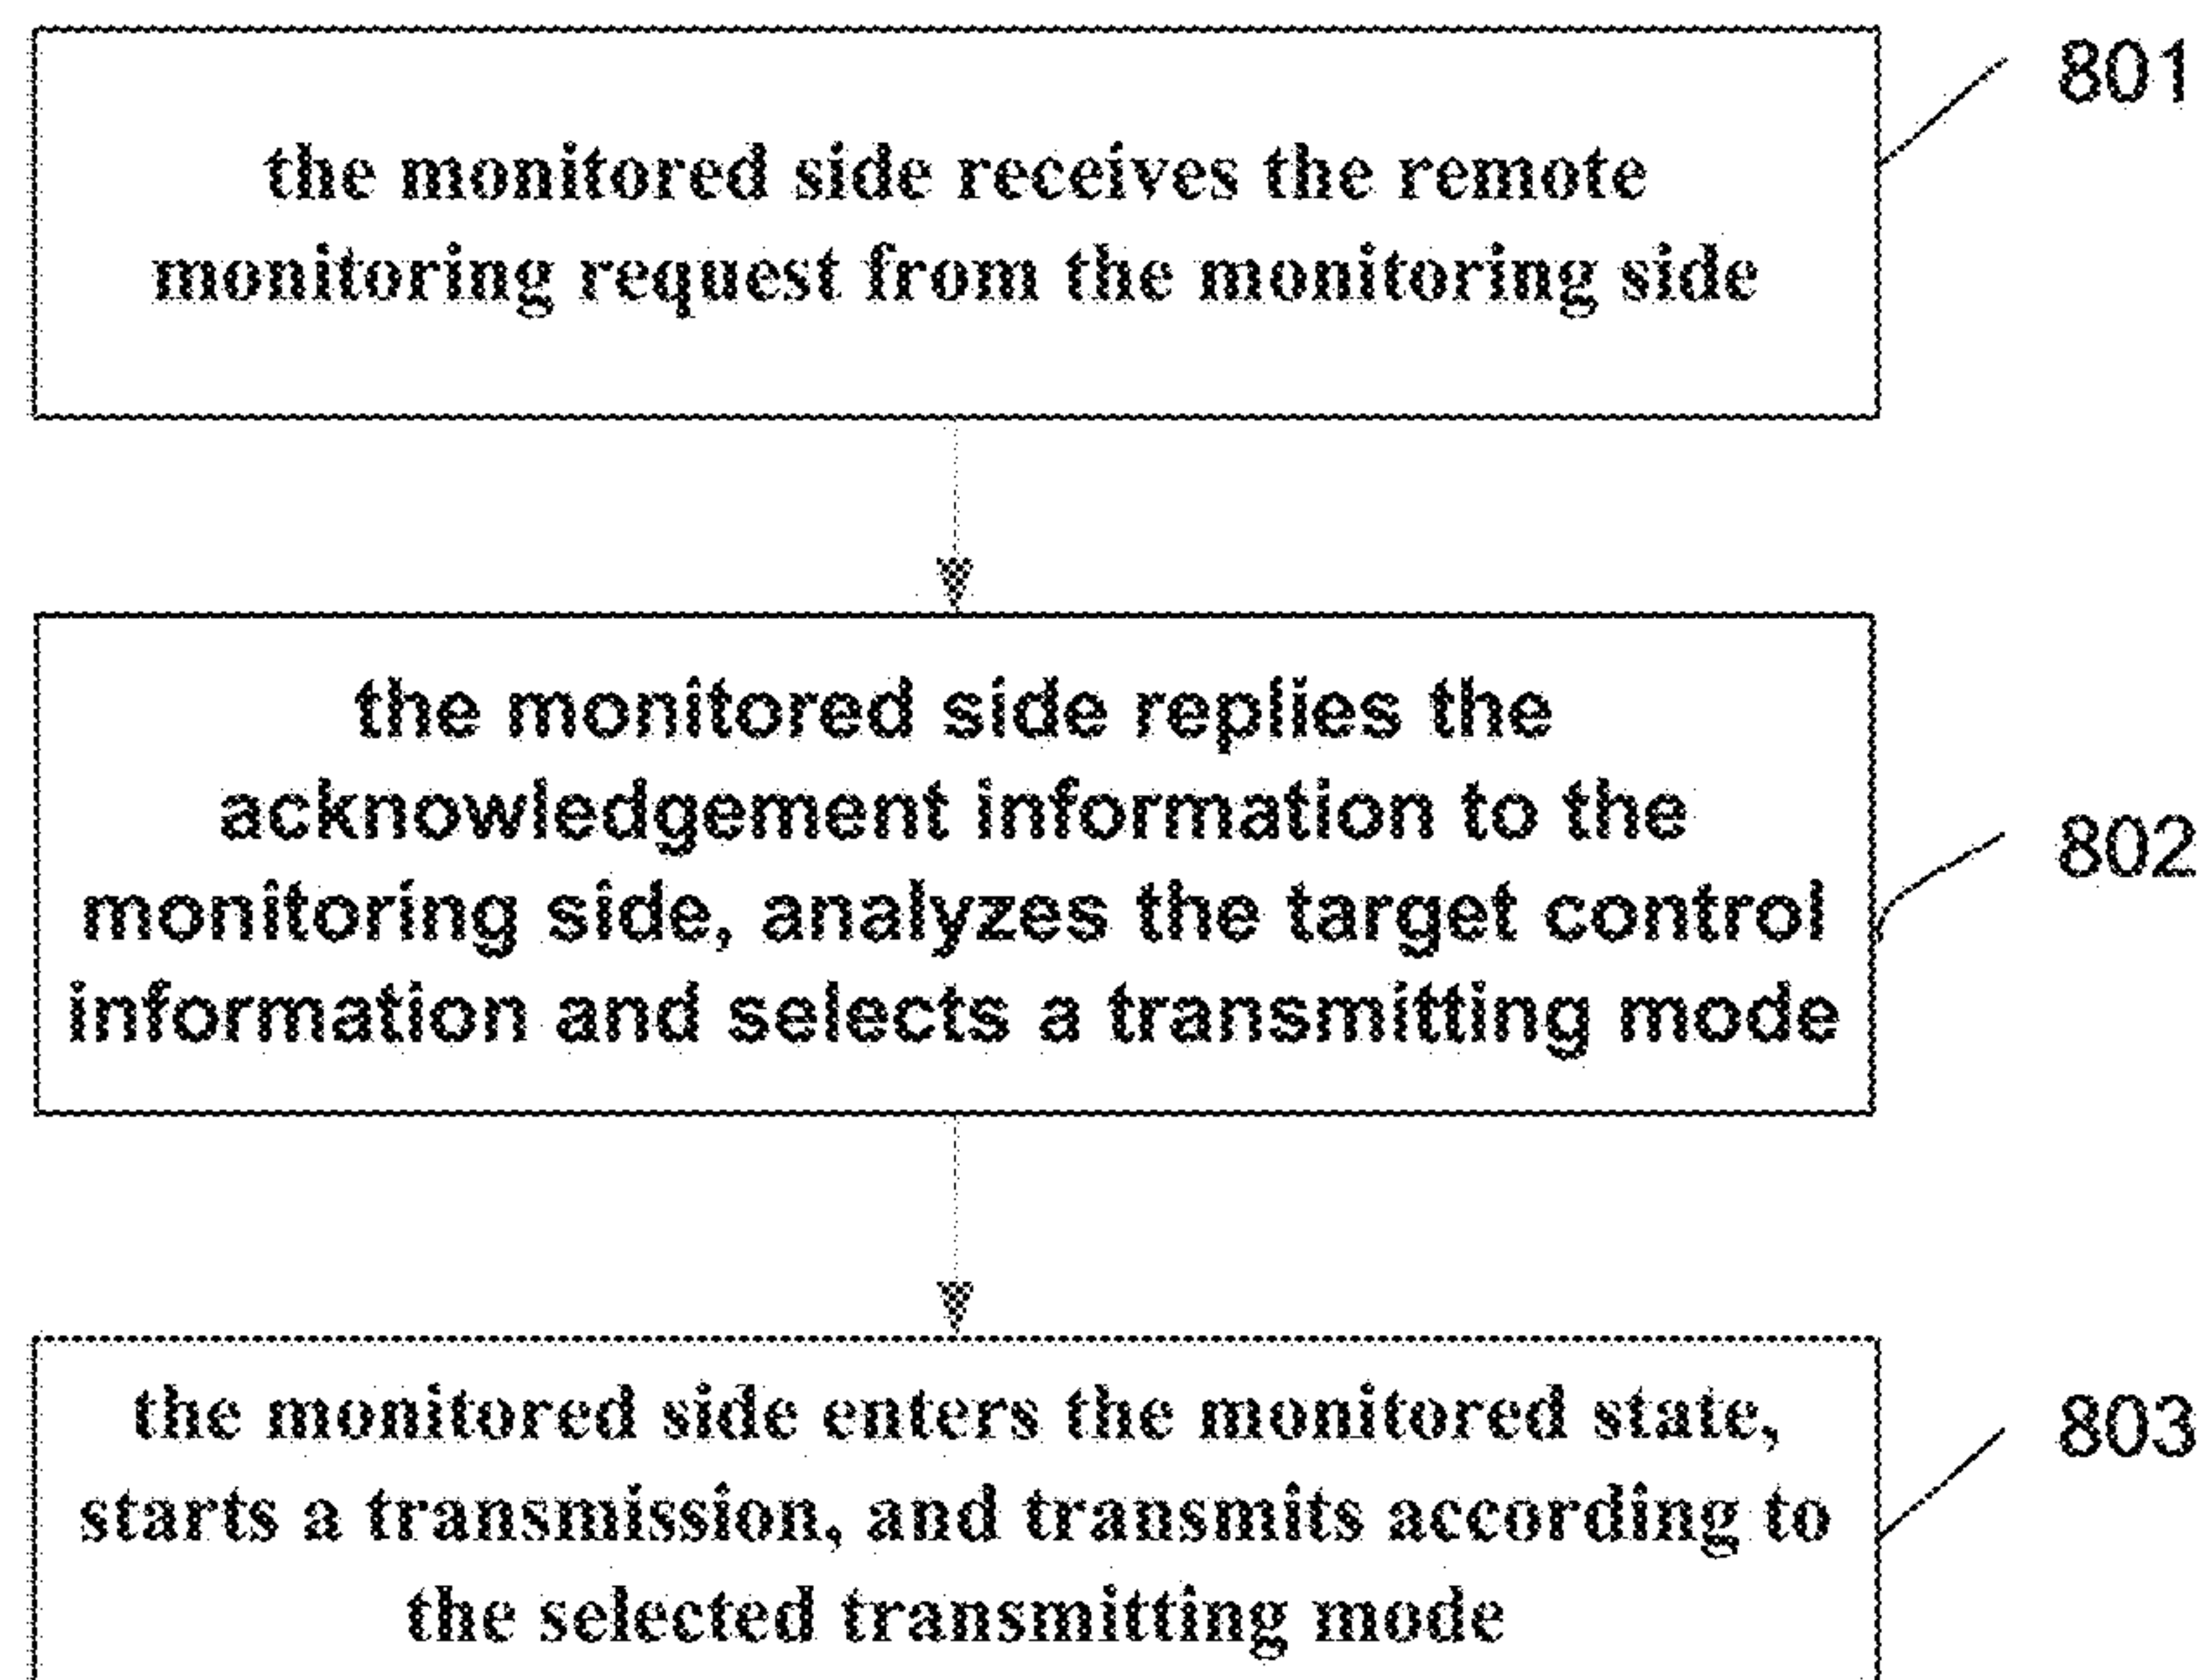 the monitored side receives the remote
monitoring request from the monitoring side
801
the monitored side replies the
acknowledgement information to the
monitoring side, analyzes the target control
information and selects a transmitting mode
802
the monitored side enters the monitored state,
starts a transmission, and transmits according to
the selected transmitting mode
803